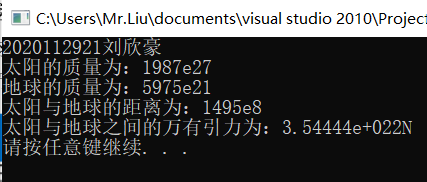 C:\Users\Mr.Liu\documents\visual studio 2010\Project
2020112921刘欣豪
太阳的质量为：1987e27
地球的质量为：5975e21
太阳与地球的距离为：1495e8
太阳与地球之间的万有引力为：3.54444e+022N
请按任意键继续. . .